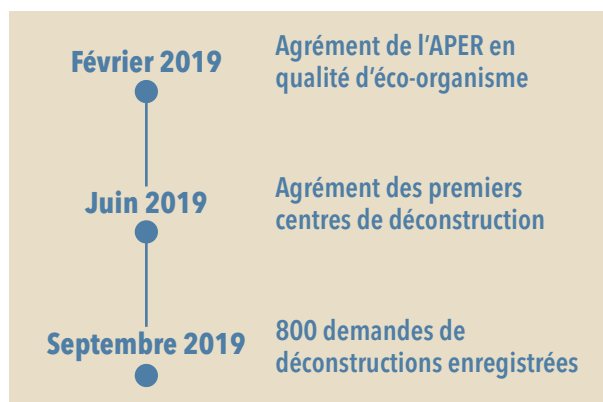 Février 2019
Agrément de l'APER en
qualité d'éco-organisme
Juin 2019
Agrément des premiers
centres de déconstruction
Septembre 2019
800 demandes de
déconstructions enregistrées